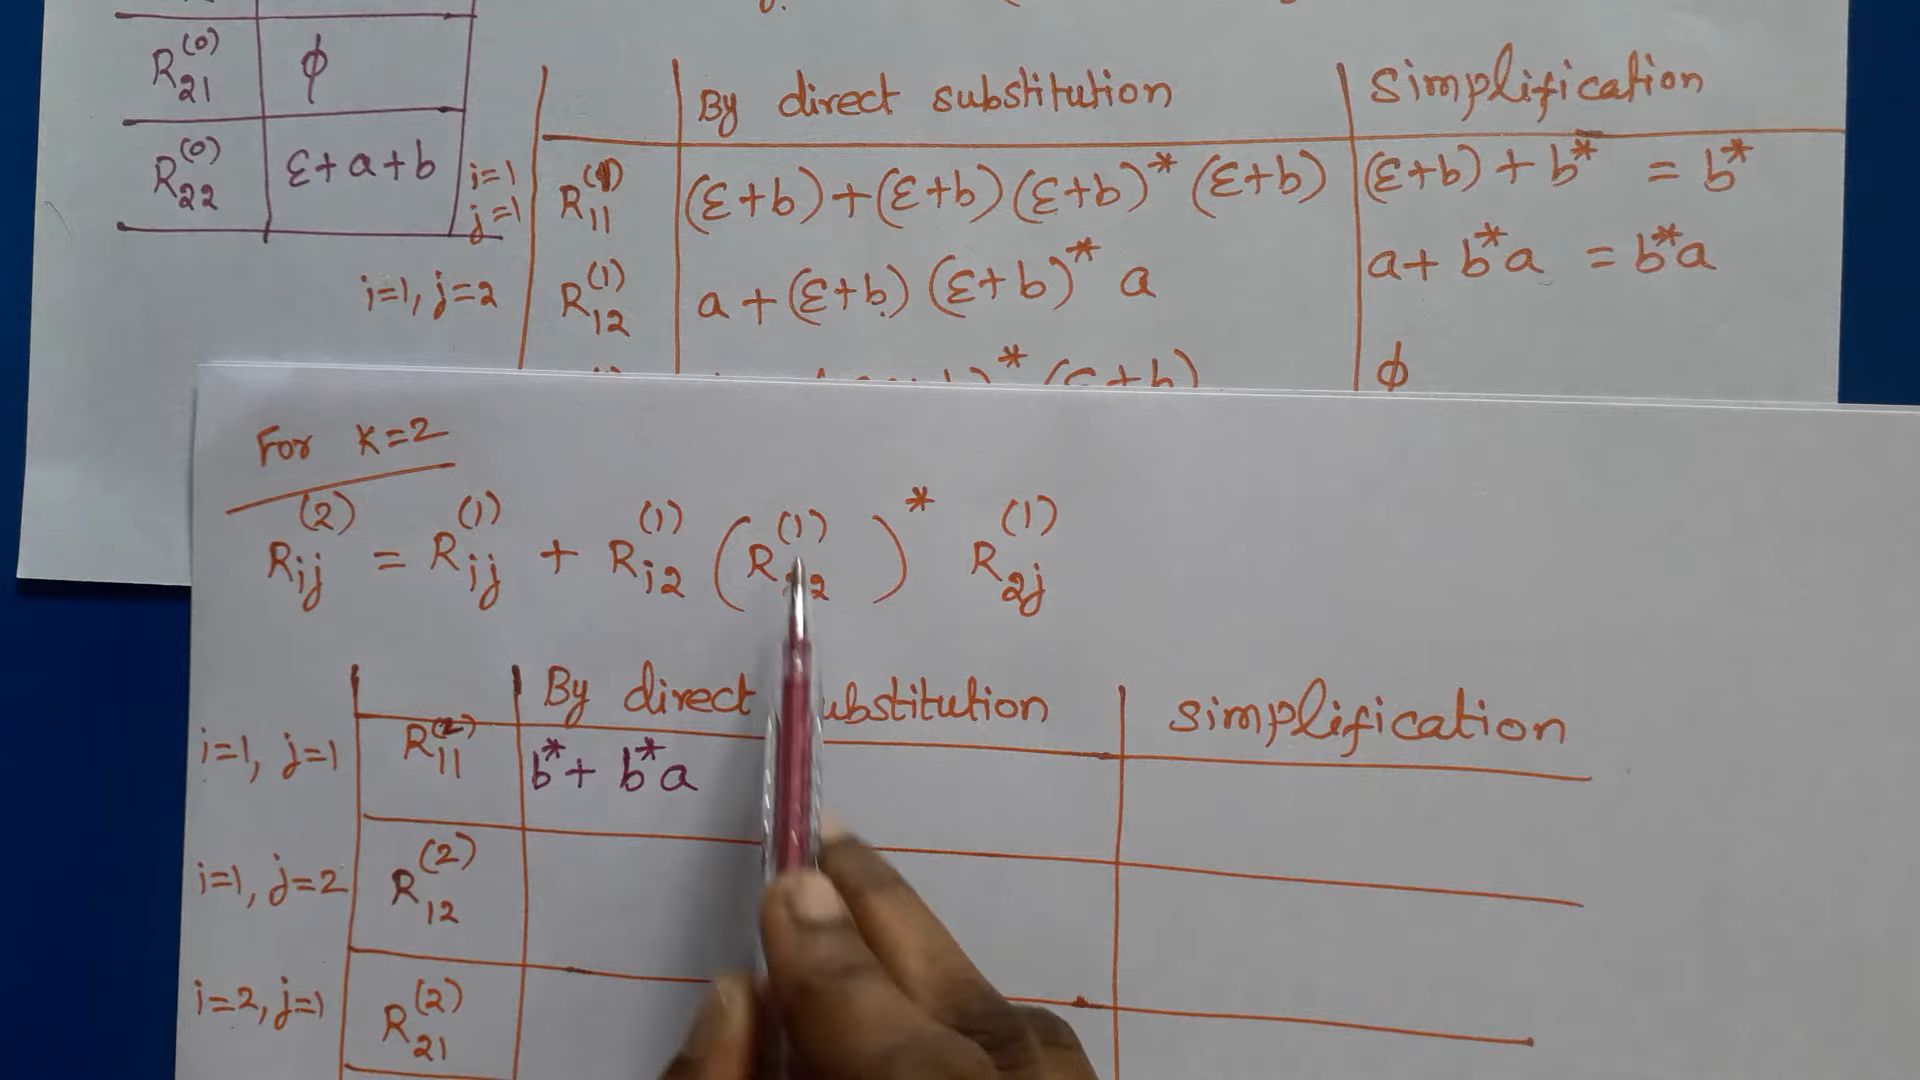 R21^(0) ϕ
R22^(0) ε+a+b
By direct substitution simplification
i=1 j=1 R11^(1) (ε+b)+(ε+b)(ε+b)* (ε+b) (ε+b)+b* = b*
i=1, j=2 R12^(1) a+(ε+b)(ε+b)* a a+b*a = b*a
ϕ
For K=2
Rij^(2) = Rij^(1) + Ri2^(1) (R22^(1))* R2j^(1)
By direct substitution simplification
i=1, j=1 R11^(2) b*+ b*a
i=1, j=2 R12^(2)
i=2, j=1 R21^(2)